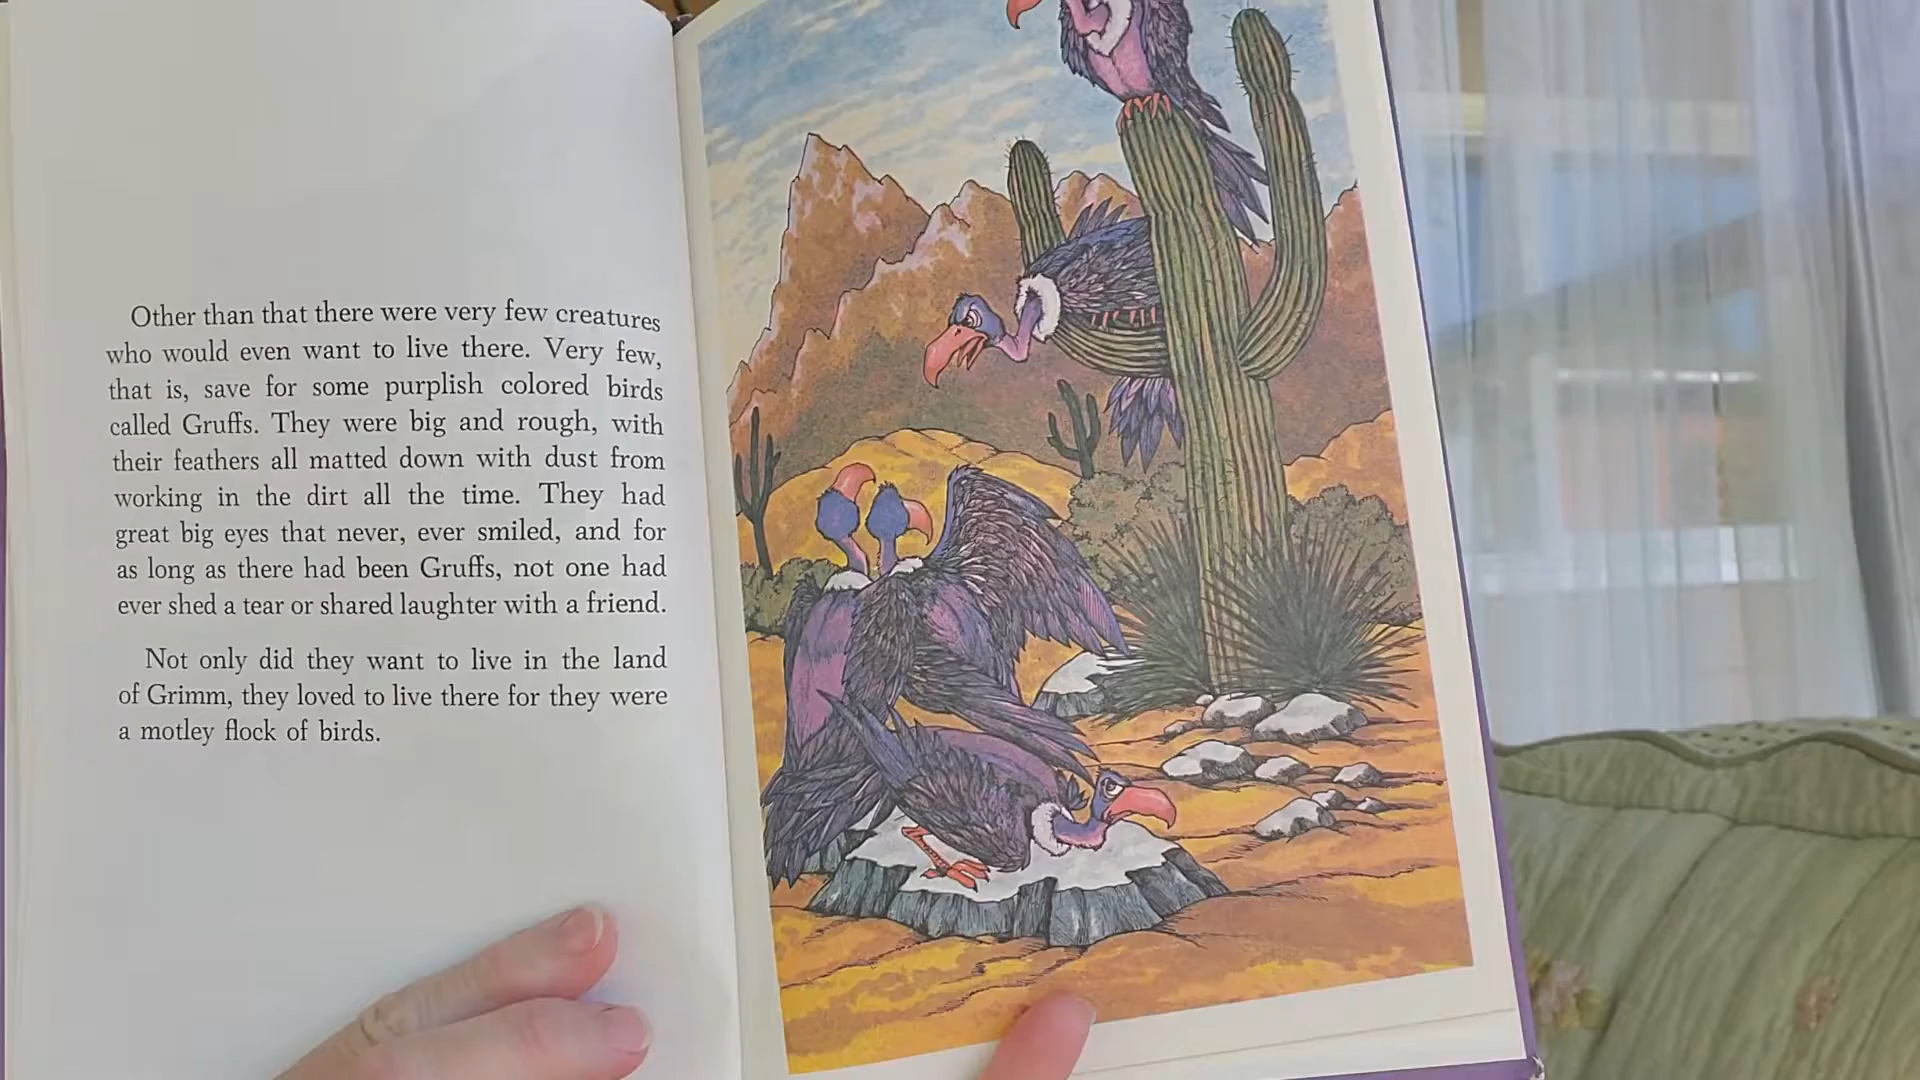 Other than that there were very few creatures
who would even want to live there. Very few,
that is, save for some purplish colored birds
called Gruffs. They were big and rough, with
their feathers all matted down with dust from
working in the dirt all the time. They had
great big eyes that never, ever smiled, and for
as long as there had been Gruffs, not one had
ever shed a tear or shared laughter with a friend.
Not only did they want to live in the land
of Grimm, they loved to live there for they were
a motley flock of birds.